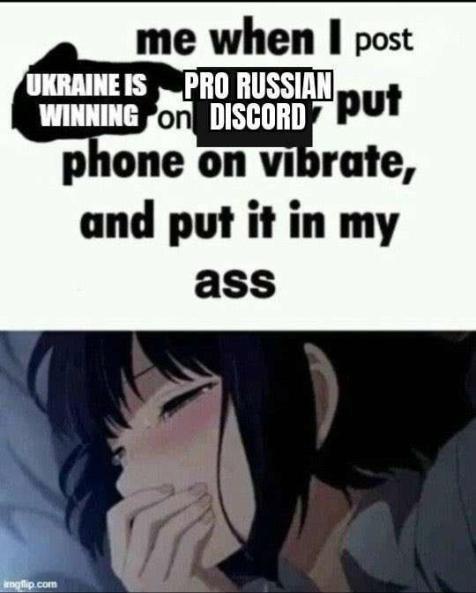 me when I post
UKRAINE IS PRO RUSSIAN
WINNING on DISCORD, put
phone on vibrate,
and put it in my
ass
imgflip.com